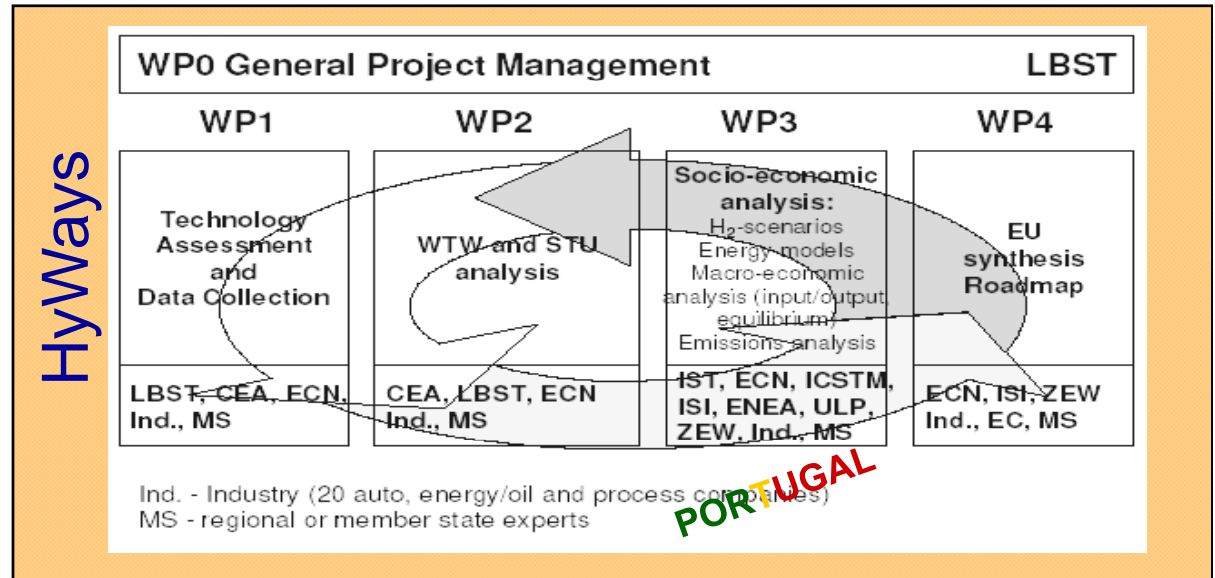 HyWays
WP0 General Project Management LBST
WP1 WP2 WP3 WP4
Technology
Assessment
and
Data Collection
LBST, CEA, ECN,
Ind., MS
WTW and STU
analysis
CEA, LBST, ECN
Ind., MS
Socio-economic
analysis:
H₂-scenarios
Energy-models
Macro-economic
analysis (input/output,
equilibrium)
Emissions analysis
IST, ECN, ICSTM,
ISI, ENEA, ULP,
ZEW, Ind., MS
EU
synthesis
Roadmap
ECN, ISI, ZEW
Ind., EC, MS
PORTUGAL
Ind. - Industry (20 auto, energy/oil and process companies)
MS - regional or member state experts